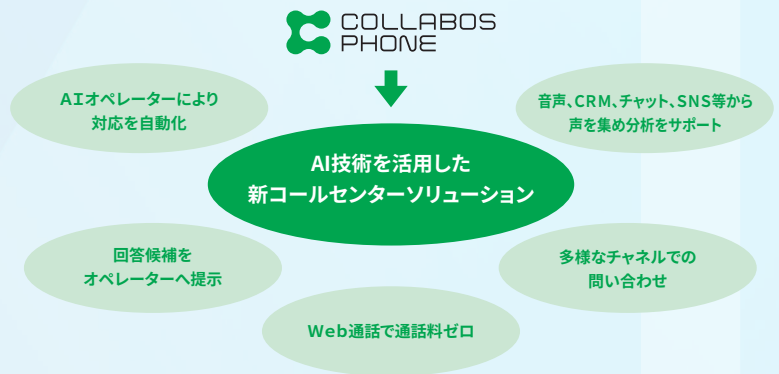 COLLABOS
PHONE
AIオペレーターにより
対応を自動化
音声、CRM、チャット、SNS等から
声を集め分析をサポート
AI技術を活用した
新コールセンターソリューション
回答候補を
オペレーターへ提示
多様なチャネルでの
問い合わせ
Web通話で通話料ゼロ